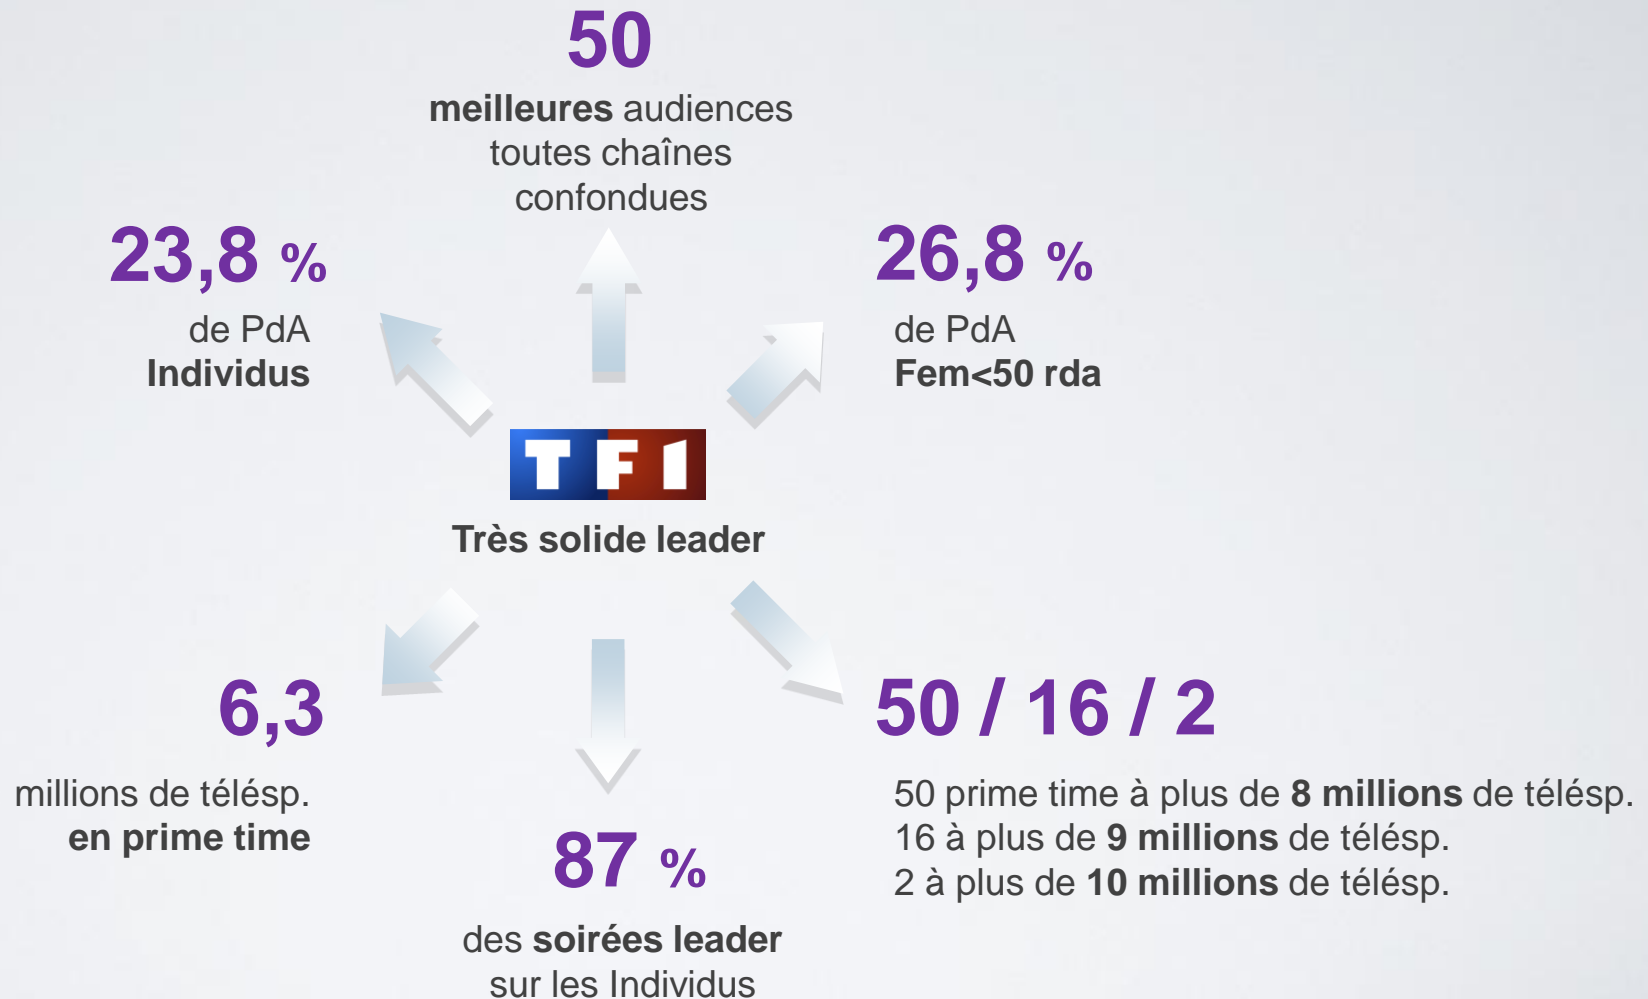 50
meilleures audiences
toutes chaînes
confondues
23,8 %
de PdA
Individus
26,8 %
de PdA
Fem<50 rda
TF1
Très solide leader
6,3
millions de télésp.
en prime time
87 %
des soirées leader
sur les Individus
50 / 16 / 2
50 prime time à plus de 8 millions de télésp.
16 à plus de 9 millions de télésp.
2 à plus de 10 millions de télésp.